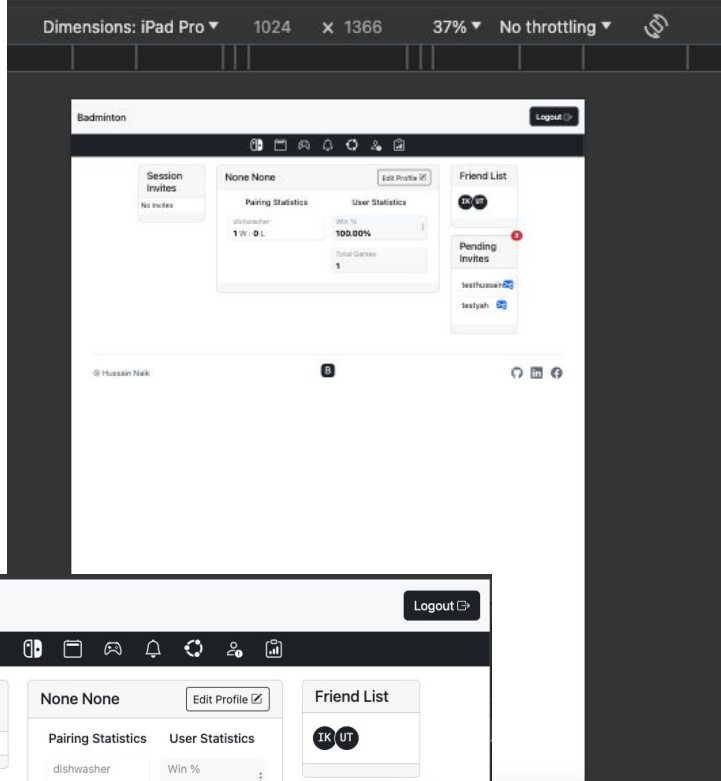 Dimensions: iPad Pro ▼ 1024 x 1366 37% ▼ No throttling ▼
Badminton
Logout
Session
Invites
No Invites
None None
Edit Profile
Pairing Statistics
User Statistics
dishwasher
1 W : 0 L
Win %
100.00%
Total Games
1
Friend List
IK UT
Pending
Invites
testhussain
testyah
@ Hussain Naik
B
Logout
None None
Edit Profile
Pairing Statistics
User Statistics
dishwasher
Win %
Friend List
IK UT